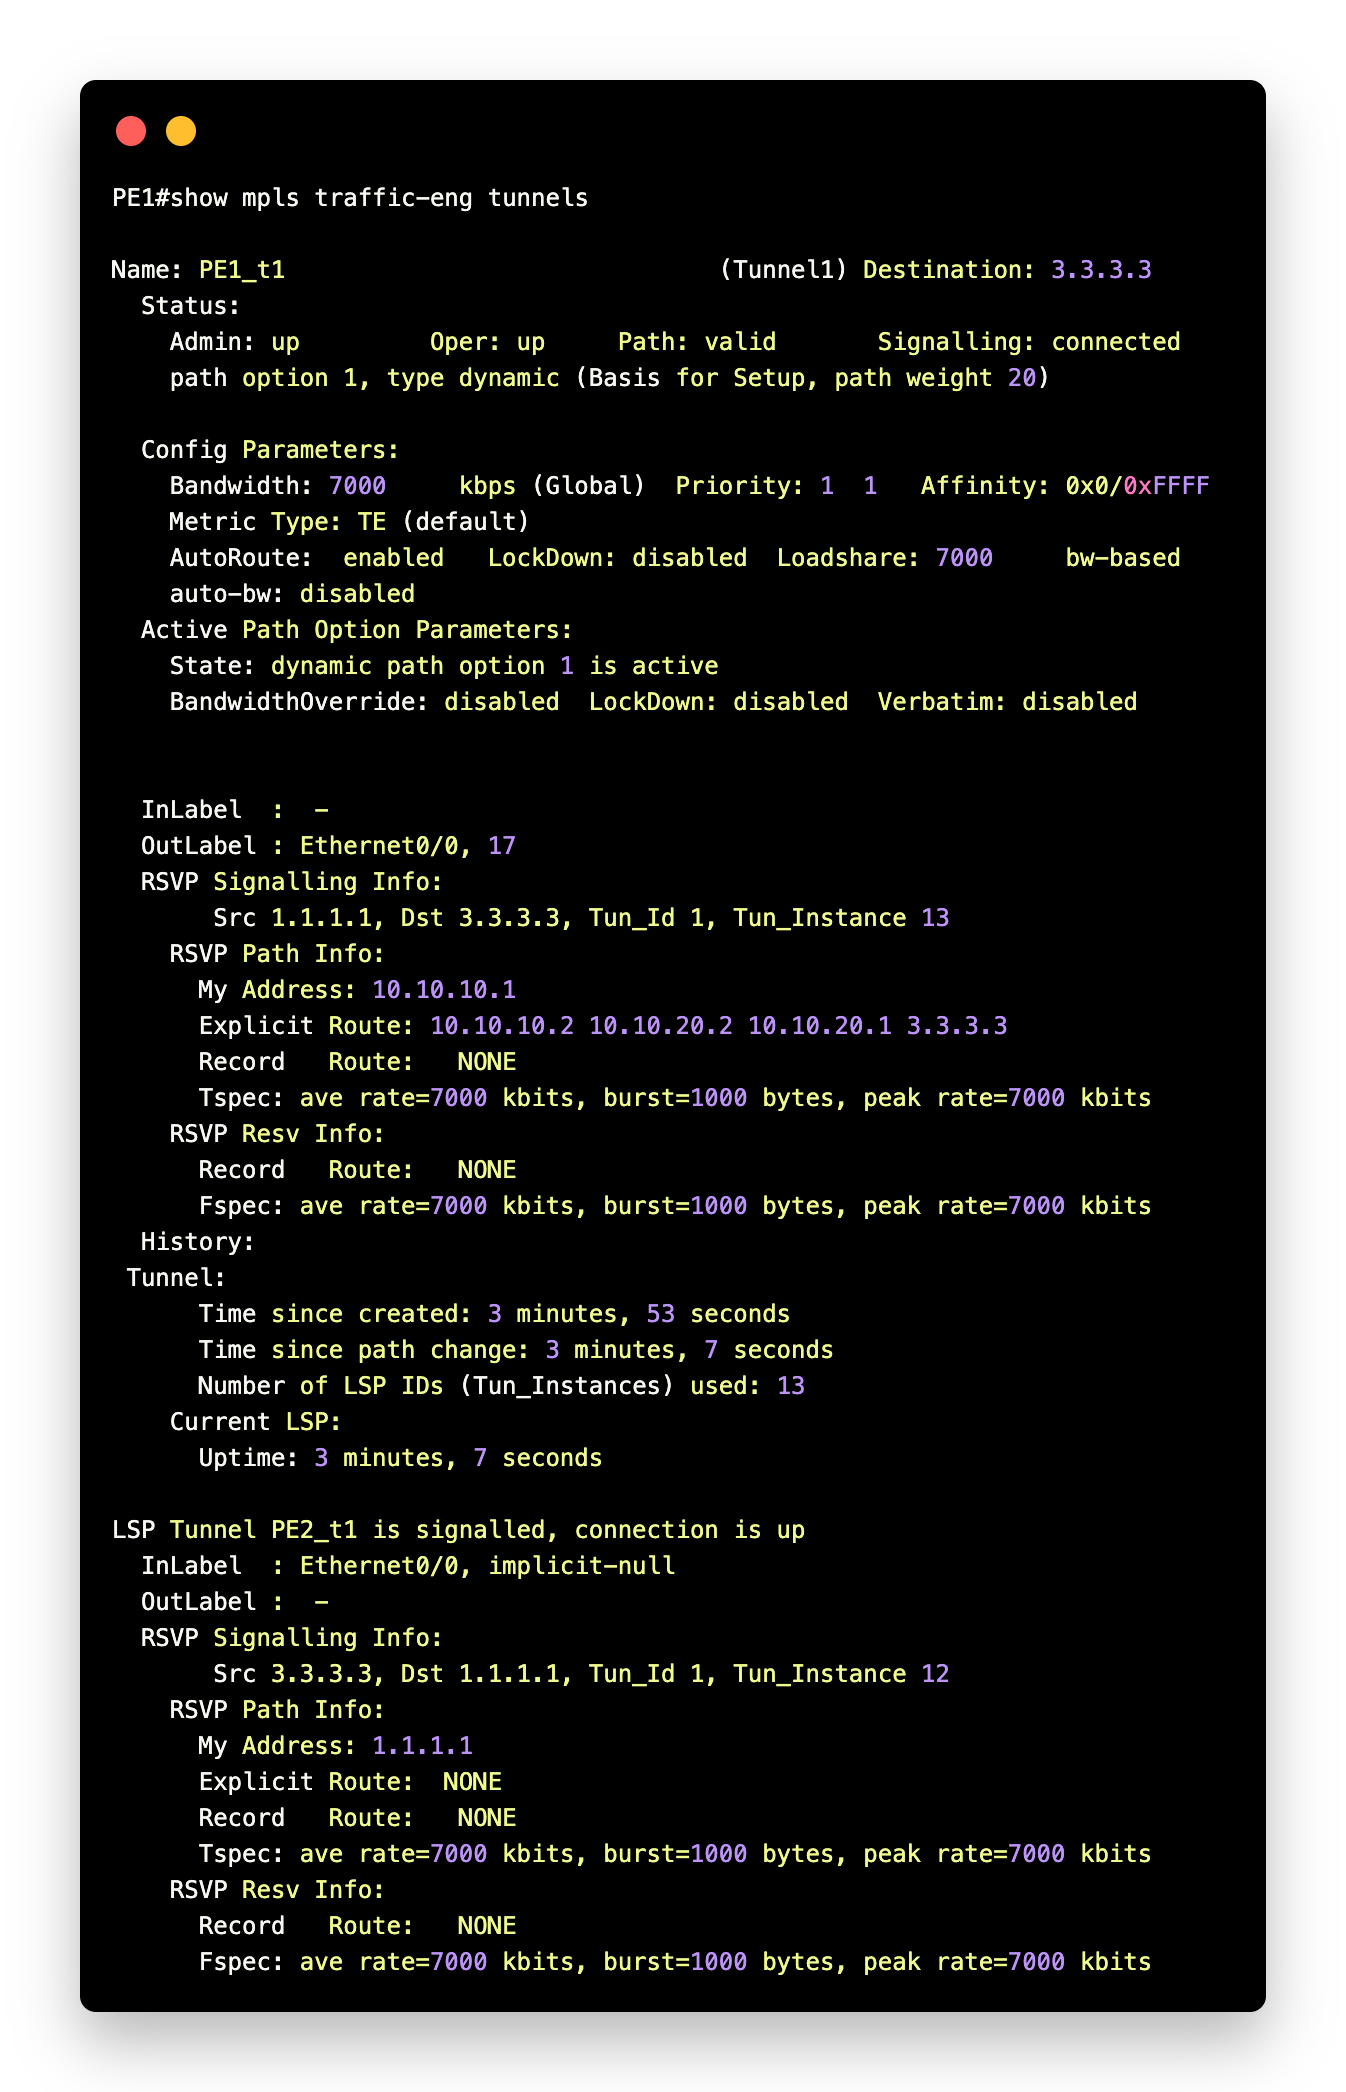 PE1#show mpls traffic-eng tunnels
Name: PE1_t1                              (Tunnel1) Destination: 3.3.3.3
  Status:
    Admin: up         Oper: up     Path: valid       Signalling: connected
    path option 1, type dynamic (Basis for Setup, path weight 20)
  Config Parameters:
    Bandwidth: 7000     kbps (Global)  Priority: 1  1   Affinity: 0x0/0xFFFF
    Metric Type: TE (default)
    AutoRoute:  enabled   LockDown: disabled  Loadshare: 7000     bw-based
    auto-bw: disabled
  Active Path Option Parameters:
    State: dynamic path option 1 is active
    BandwidthOverride: disabled  LockDown: disabled  Verbatim: disabled
  InLabel  :  -
  OutLabel : Ethernet0/0, 17
  RSVP Signalling Info:
       Src 1.1.1.1, Dst 3.3.3.3, Tun_Id 1, Tun_Instance 13
    RSVP Path Info:
      My Address: 10.10.10.1
      Explicit Route: 10.10.10.2 10.10.20.2 10.10.20.1 3.3.3.3
      Record   Route:   NONE
      Tspec: ave rate=7000 kbits, burst=1000 bytes, peak rate=7000 kbits
    RSVP Resv Info:
      Record   Route:   NONE
      Fspec: ave rate=7000 kbits, burst=1000 bytes, peak rate=7000 kbits
  History:
 Tunnel:
      Time since created: 3 minutes, 53 seconds
      Time since path change: 3 minutes, 7 seconds
      Number of LSP IDs (Tun_Instances) used: 13
    Current LSP:
      Uptime: 3 minutes, 7 seconds
LSP Tunnel PE2_t1 is signalled, connection is up
  InLabel  : Ethernet0/0, implicit-null
  OutLabel :  -
  RSVP Signalling Info:
       Src 3.3.3.3, Dst 1.1.1.1, Tun_Id 1, Tun_Instance 12
    RSVP Path Info:
      My Address: 1.1.1.1
      Explicit Route:  NONE
      Record   Route:   NONE
      Tspec: ave rate=7000 kbits, burst=1000 bytes, peak rate=7000 kbits
    RSVP Resv Info:
      Record   Route:   NONE
      Fspec: ave rate=7000 kbits, burst=1000 bytes, peak rate=7000 kbits